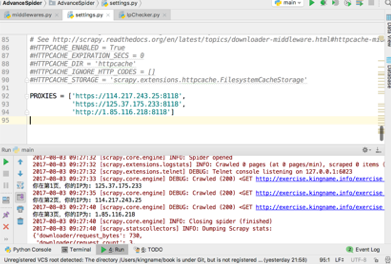 AdvanceSpider
settings.py
main
middlewares.py
settings.py
ipChecker.py
85
# See http://scrapy.readthedocs.org/en/latest/topics/downloader-middleware.html#httpcache-mi
86
#HTTPCACHE_ENABLED = True
87
#HTTPCACHE_EXPIRATION_SECS = 0
88
#HTTPCACHE_DIR = 'httpcache'
89
#HTTPCACHE_IGNORE_HTTP_CODES = []
90
#HTTPCACHE_STORAGE = 'scrapy.extensions.httpcache.FilesystemCacheStorage'
91
92
PROXIES = ['https://114.217.243.25:8118',
93
'https://125.37.175.233:8118',
94
'http://1.85.116.218:8118']
95
Run main
2017-08-03 09:27:32 [scrapy.core.engine] INFO: Spider opened
2017-08-03 09:27:32 [scrapy.extensions.logstats] INFO: Crawled 0 pages (at 0 pages/min), scraped 0 items (
2017-08-03 09:27:32 [scrapy.extensions.telnet] DEBUG: Telnet console listening on 127.0.0.1:6023
2017-08-03 09:27:33 [scrapy.core.engine] DEBUG: Crawled (200) <GET http://exercise.kingname.info/exercise_
你在第1页, 你的IP为: 125.37.175.233
2017-08-03 09:27:33 [scrapy.core.engine] DEBUG: Crawled (200) <GET http://exercise.kingname.info/exercise_
你在第2页, 你的IP为: 114.217.243.25
2017-08-03 09:27:40 [scrapy.core.engine] DEBUG: Crawled (200) <GET http://exercise.kingname.info/exercise_
你在第3页, 你的IP为: 1.85.116.218
2017-08-03 09:27:40 [scrapy.core.engine] INFO: Closing spider (finished)
2017-08-03 09:27:40 [scrapy.statscollectors] INFO: Dumping Scrapy stats:
{'downloader/request_bytes': 730,
'downloader/request_count': 3,
Python Console
Terminal
4: Run
6: TODO
Event Log
Unregistered VCS root detected: The directory /Users/kingname/book is under Git, but is not registered ... (yesterday 21:58)
95:1
LF
UTF-8